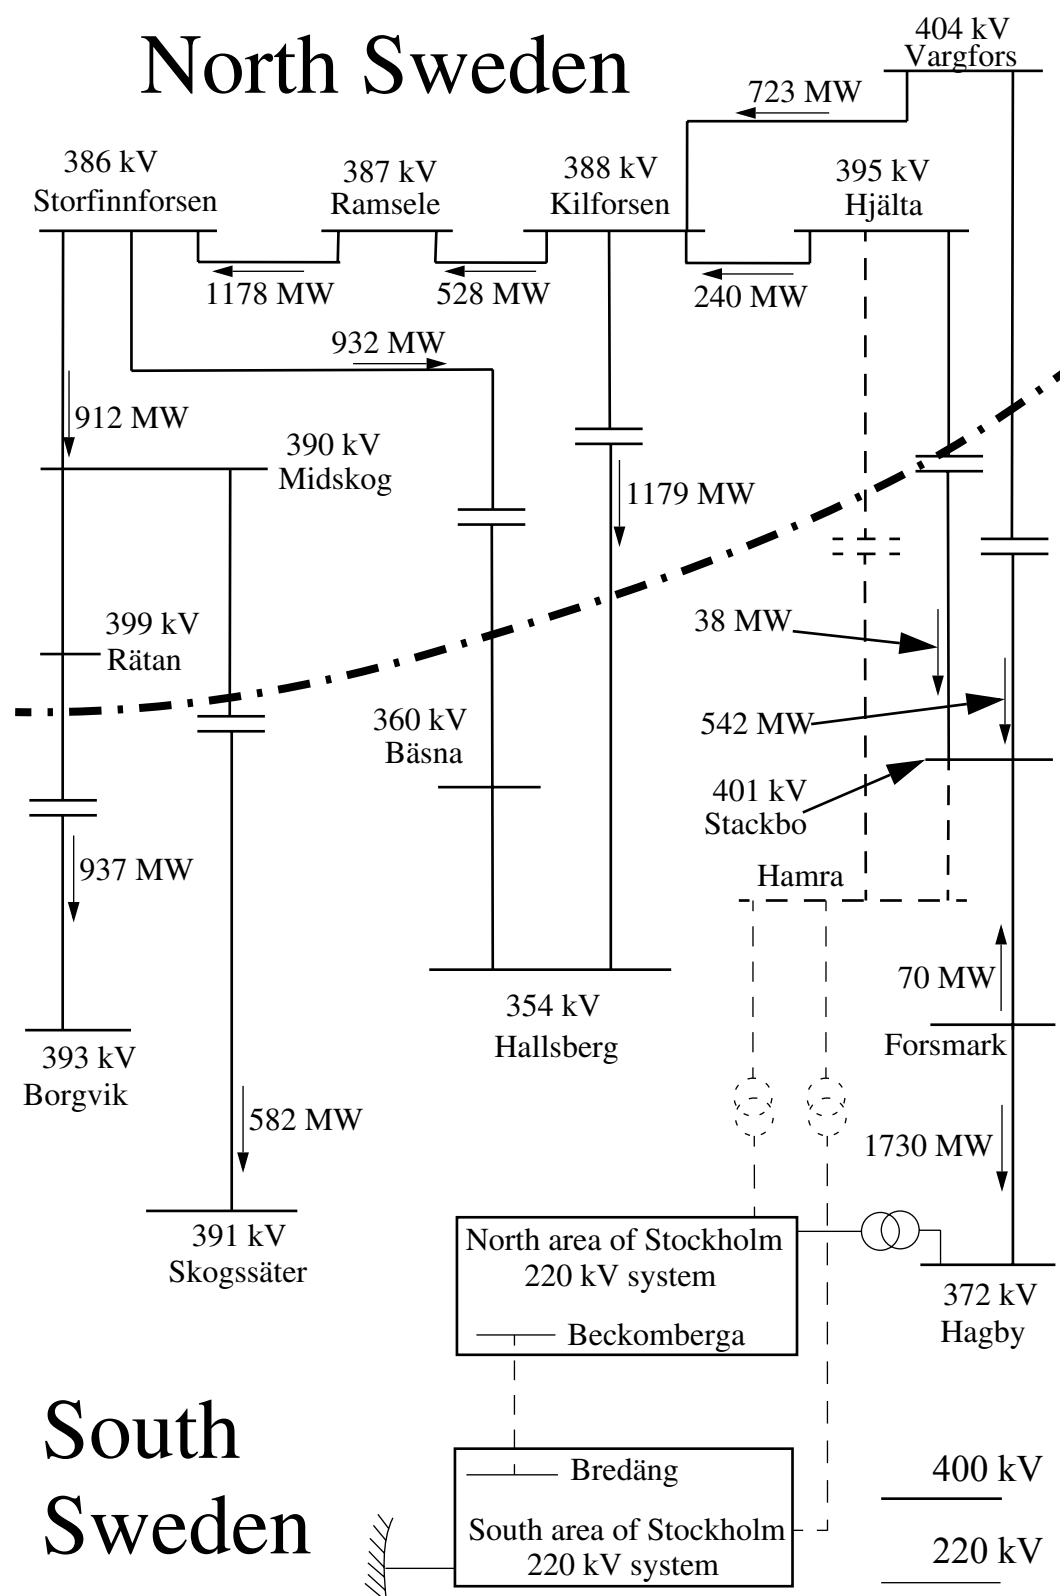 North Sweden
404 kV
Vargfors
723 MW
386 kV
Storfinnforsen
387 kV
Ramsele
388 kV
Kilforsen
395 kV
Hjälta
1178 MW
528 MW
240 MW
932 MW
912 MW
390 kV
Midskog
1179 MW
399 kV
Rätan
38 MW
360 kV
Bäsna
542 MW
401 kV
Stackbo
937 MW
Hamra
354 kV
Hallsberg
70 MW
Forsmark
393 kV
Borgvik
582 MW
1730 MW
391 kV
Skogssäter
North area of Stockholm
220 kV system
Beckomberga
372 kV
Hagby
South
Sweden
Bredäng
South area of Stockholm
220 kV system
400 kV
220 kV